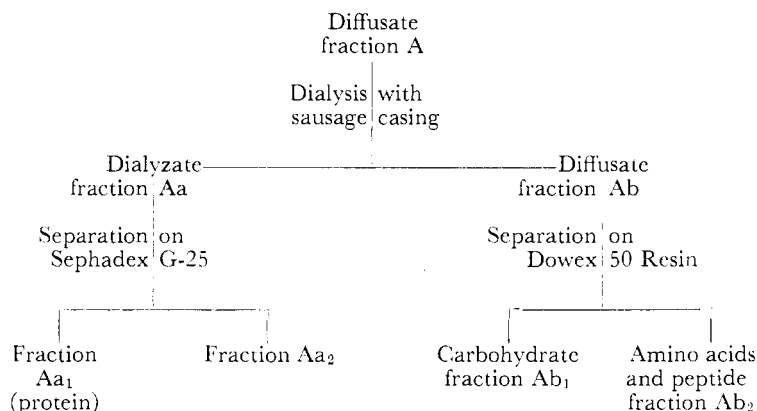 Diffusate
fraction A
Dialysis with
sausage casing
Dialyzate
fraction Aa
Diffusate
fraction Ab
Separation on
Sephadex G-25
Separation on
Dowex 50 Resin
Fraction
Aa₁
(protein)
Fraction Aa₂
Carbohydrate
fraction Ab₁
Amino acids
and peptide
fraction Ab₂